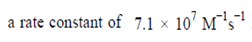 a rate constant of 7.1 × 10⁷ M⁻¹s⁻¹